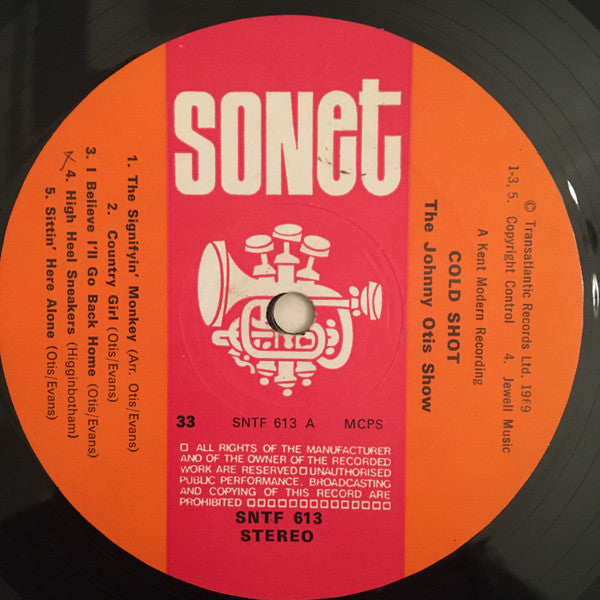 SONet
© Transatlantic Records Ltd. 1969
1-3, 5. Copyright Control 4. Jewell Music
A Kent Modern Recording
COLD SHOT
The Johnny Otis Show
1. The Signifyin' Monkey (Arr. Otis/Evans)
2. Country Girl (Otis/Evans)
3. I Believe I'll Go Back Home (Otis/Evans)
4. High Heel Sneakers (Higginbotham)
5. Sittin' Here Alone (Otis/Evans)
33 SNTF 613 A MCPS
□ ALL RIGHTS OF THE MANUFACTURER
AND OF THE OWNER OF THE RECORDED
WORK ARE RESERVED □ UNAUTHORISED
PUBLIC PERFORMANCE, BROADCASTING
AND COPYING OF THIS RECORD ARE
PROHIBITED □□□□□□□□□□□□□
SNTF 613
STEREO